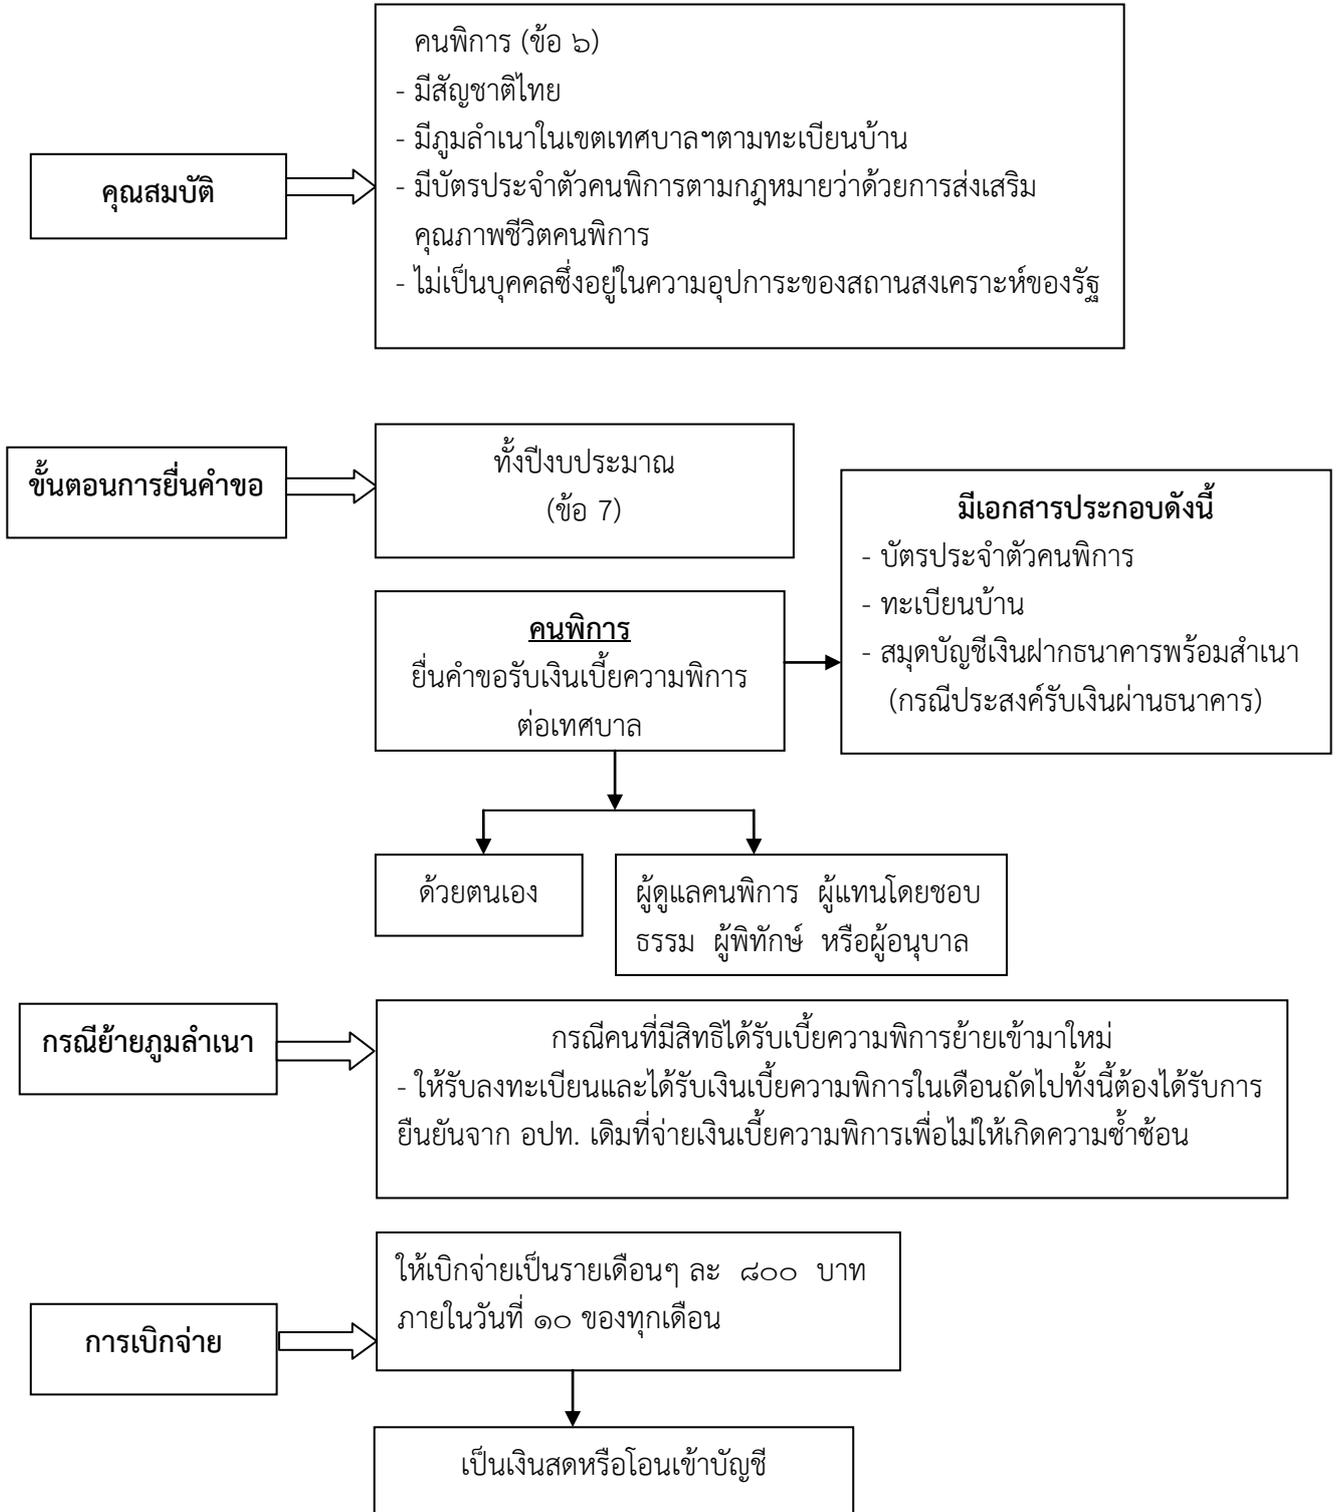 คนพิการ (ข้อ ๖)
- มีสัญชาติไทย
- มีภูมลำเนาในเขตเทศบาลฯตามทะเบียนบ้าน
- มีบัตรประจำตัวคนพิการตามกฎหมายว่าด้วยการส่งเสริม
คุณภาพชีวิตคนพิการ
- ไม่เป็นบุคคลซึ่งอยู่ในความอุปการะของสถานสงเคราะห์ของรัฐ
คุณสมบัติ
ขั้นตอนการยื่นคำขอ
ทั้งปีงบประมาณ
(ข้อ 7)
มีเอกสารประกอบดังนี้
- บัตรประจำตัวคนพิการ
- ทะเบียนบ้าน
- สมุดบัญชีเงินฝากธนาคารพร้อมสำเนา
(กรณีประสงค์รับเงินผ่านธนาคาร)
คนพิการ
ยื่นคำขอรับเงินเบี้ยความพิการ
ต่อเทศบาล
ด้วยตนเอง
ผู้ดูแลคนพิการ ผู้แทนโดยชอบ
ธรรม ผู้พิทักษ์ หรือผู้อนุบาล
กรณีย้ายภูมลำเนา
กรณีคนที่มีสิทธิได้รับเบี้ยความพิการย้ายเข้ามาใหม่
- ให้รับลงทะเบียนและได้รับเงินเบี้ยความพิการในเดือนถัดไปทั้งนี้ต้องได้รับการ
ยืนยันจาก อปท. เดิมที่จ่ายเงินเบี้ยความพิการเพื่อไม่ให้เกิดความซ้ำซ้อน
การเบิกจ่าย
ให้เบิกจ่ายเป็นรายเดือนๆ ละ ๘๐๐ บาท
ภายในวันที่ ๑๐ ของทุกเดือน
เป็นเงินสดหรือโอนเข้าบัญชี